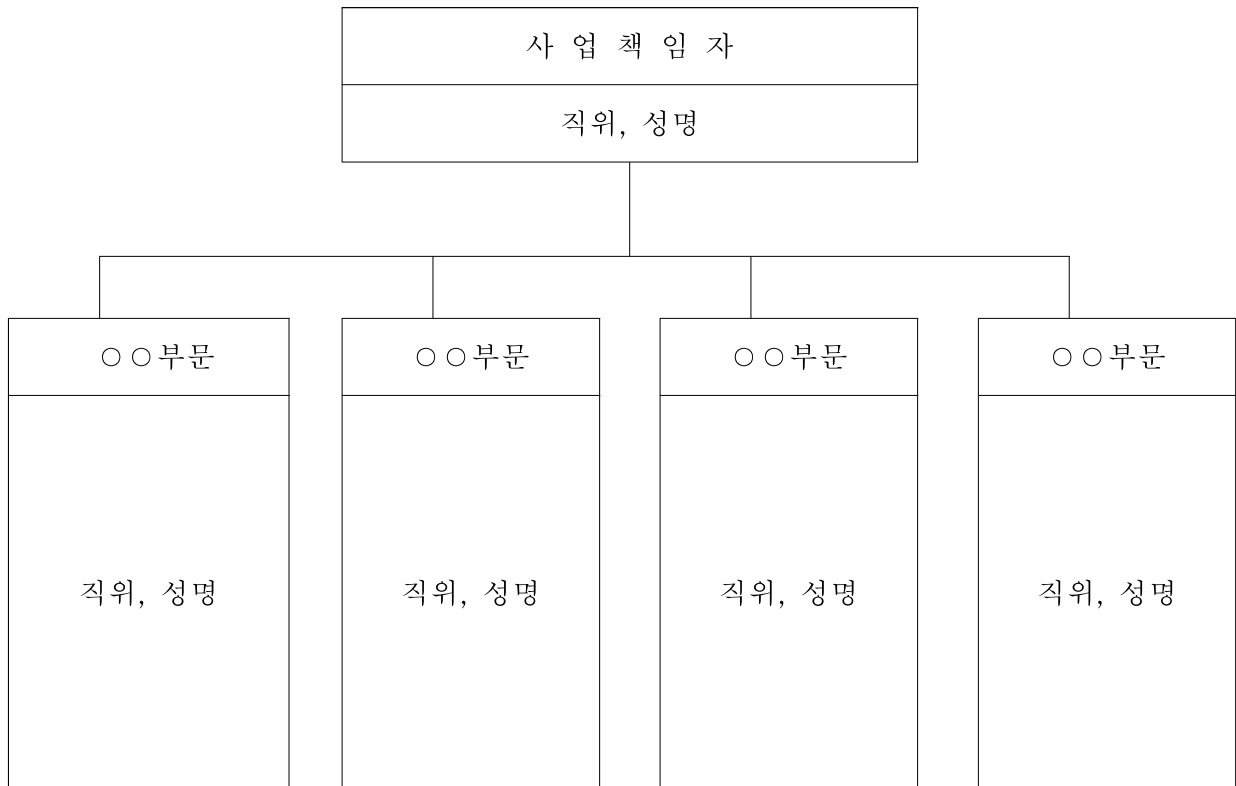 사 업 책 임 자
직위, 성명
○○부문 ○○부문 ○○부문 ○○부문
직위, 성명 직위, 성명 직위, 성명 직위, 성명